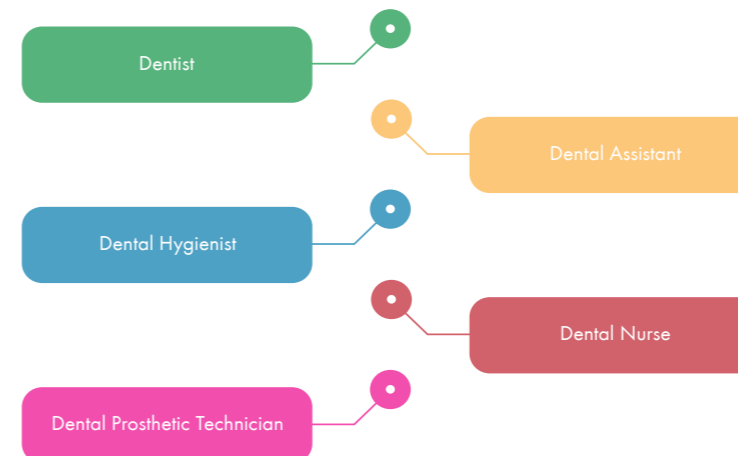 Dentist
Dental Assistant
Dental Hygienist
Dental Nurse
Dental Prosthetic Technician